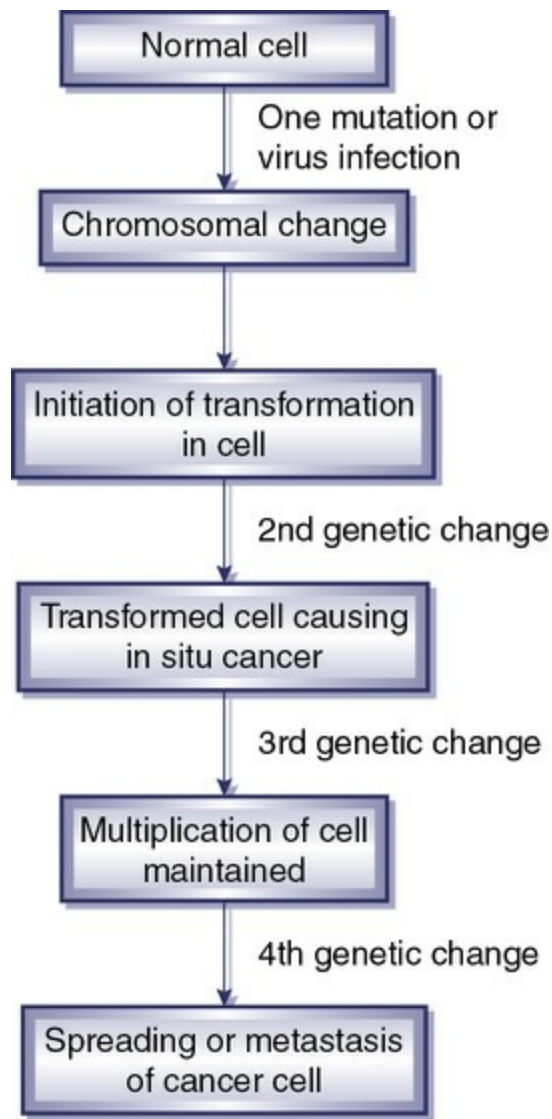 Normal cell
One mutation or
virus infection
Chromosomal change
Initiation of transformation
in cell
2nd genetic change
Transformed cell causing
in situ cancer
3rd genetic change
Multiplication of cell
maintained
4th genetic change
Spreading or metastasis
of cancer cell